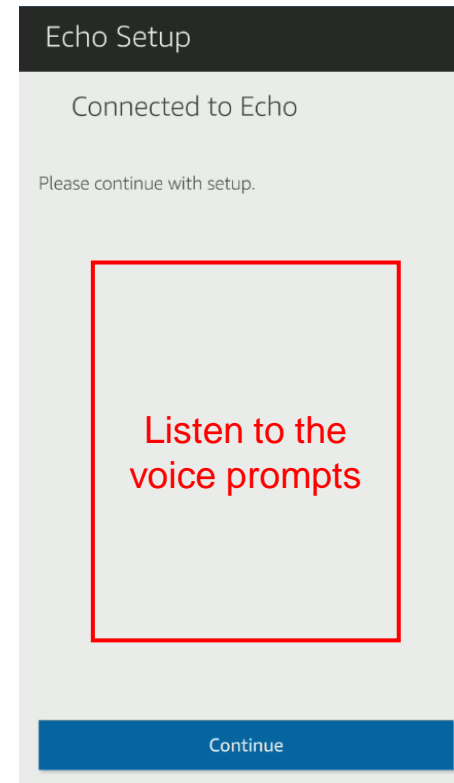 Echo Setup
Connected to Echo
Please continue with setup.
Listen to the
voice prompts
Continue